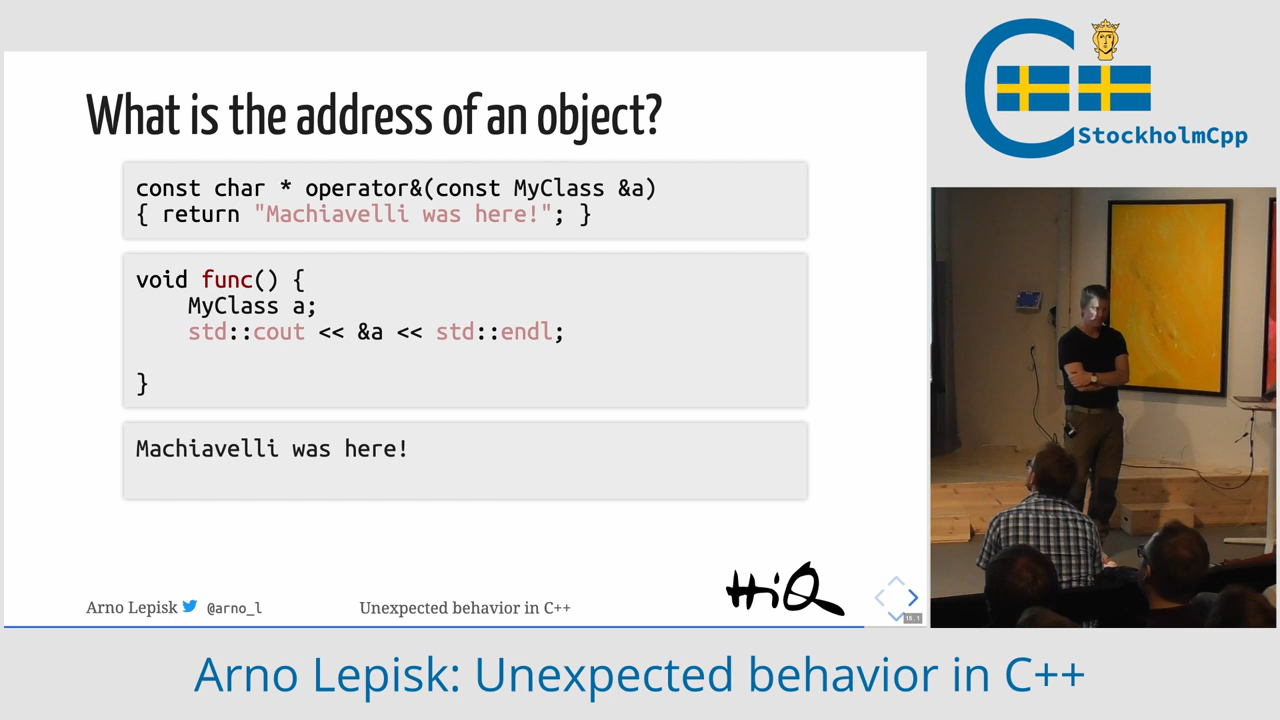 What is the address of an object?
const char * operator&(const MyClass &a)
{ return "Machiavelli was here!"; }
void func() {
    MyClass a;
    std::cout << &a << std::endl;
}
Machiavelli was here!
Arno Lepisk @arno_l
Unexpected behavior in C++
HiQ
15.1
C
StockholmCpp
Arno Lepisk: Unexpected behavior in C++